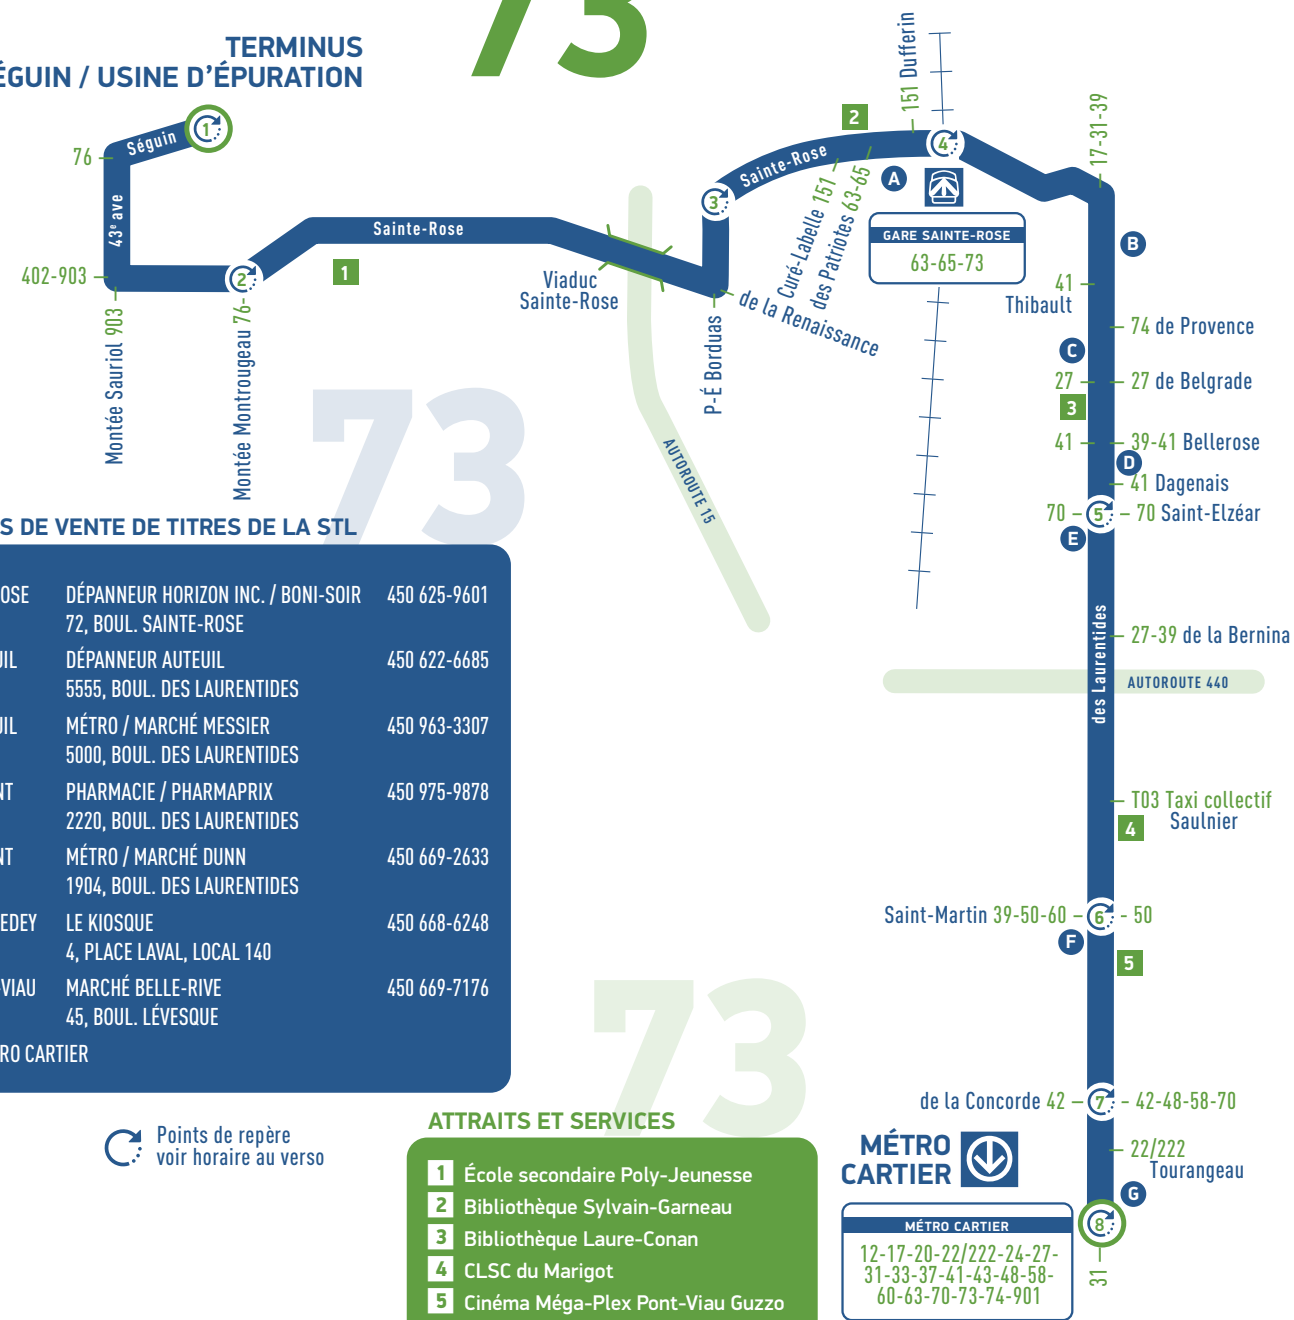 73
TERMINUS
ÉGUIN / USINE D'ÉPURATION
1
Séguin
76
43e ave
402-903
Montée Sauriol 903
2
Montée Montrougeau 76-
Sainte-Rose
1
Viaduc
Sainte-Rose
AUTOROUTE 15
3
P-É Borduas
de la Renaissance
Sainte-Rose
2
Curé-Labelle 151
des Patriotes 63-65
151 Dufferin
A
4
GARE SAINTE-ROSE
63-65-73
17-31-39
B
41
Thibault
74 de Provence
C
27
27 de Belgrade
3
41
39-41 Bellerose
D
41 Dagenais
70
5
70 Saint-Elzéar
E
des Laurentides
27-39 de la Bernina
AUTOROUTE 440
T03 Taxi collectif
Saulnier
4
Saint-Martin 39-50-60
6
50
F
5
de la Concorde 42
7
42-48-58-70
22/222
Tourangeau
G
8
31
MÉTRO
CARTIER
MÉTRO CARTIER
12-17-20-22/222-24-27-
31-33-37-41-43-48-58-
60-63-70-73-74-901
73
S DE VENTE DE TITRES DE LA STL
OSE DÉPANNEUR HORIZON INC. / BONI-SOIR 450 625-9601
72, BOUL. SAINTE-ROSE
UIL DÉPANNEUR AUTEUIL 450 622-6685
5555, BOUL. DES LAURENTIDES
UIL MÉTRO / MARCHÉ MESSIER 450 963-3307
5000, BOUL. DES LAURENTIDES
NT PHARMACIE / PHARMAPRIX 450 975-9878
2220, BOUL. DES LAURENTIDES
NT MÉTRO / MARCHÉ DUNN 450 669-2633
1904, BOUL. DES LAURENTIDES
EDEY LE KIOSQUE 450 668-6248
4, PLACE LAVAL, LOCAL 140
-VIAU MARCHÉ BELLE-RIVE 450 669-7176
45, BOUL. LÉVESQUE
RO CARTIER
Points de repère
voir horaire au verso
73
ATTRAITS ET SERVICES
1 École secondaire Poly-Jeunesse
2 Bibliothèque Sylvain-Garneau
3 Bibliothèque Laure-Conan
4 CLSC du Marigot
5 Cinéma Méga-Plex Pont-Viau Guzzo